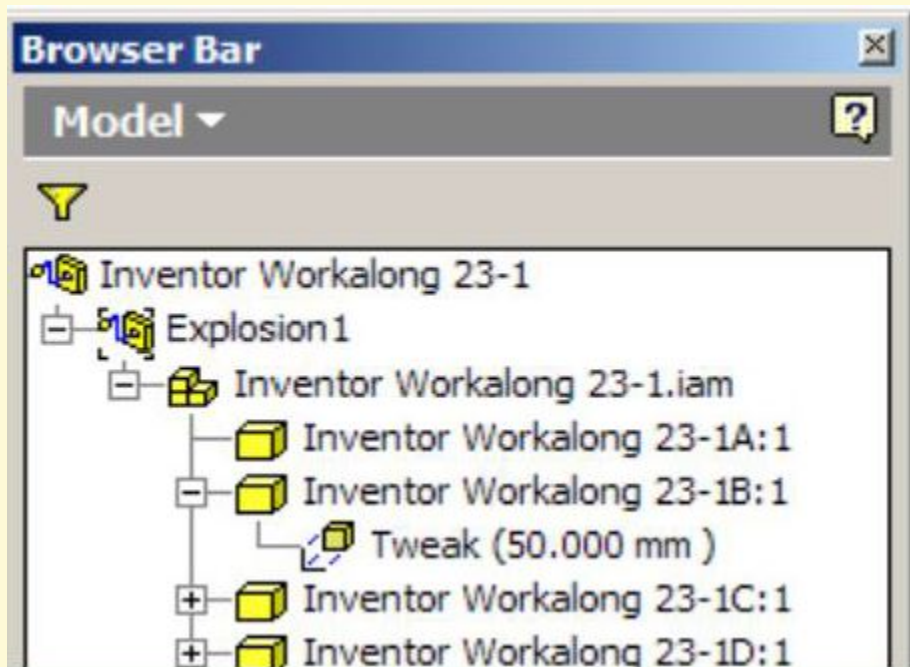 Browser Bar
Model
Inventor Workalong 23-1
Explosion1
Inventor Workalong 23-1.iam
Inventor Workalong 23-1A:1
Inventor Workalong 23-1B:1
Tweak (50.000 mm )
Inventor Workalong 23-1C:1
Inventor Workalong 23-1D:1